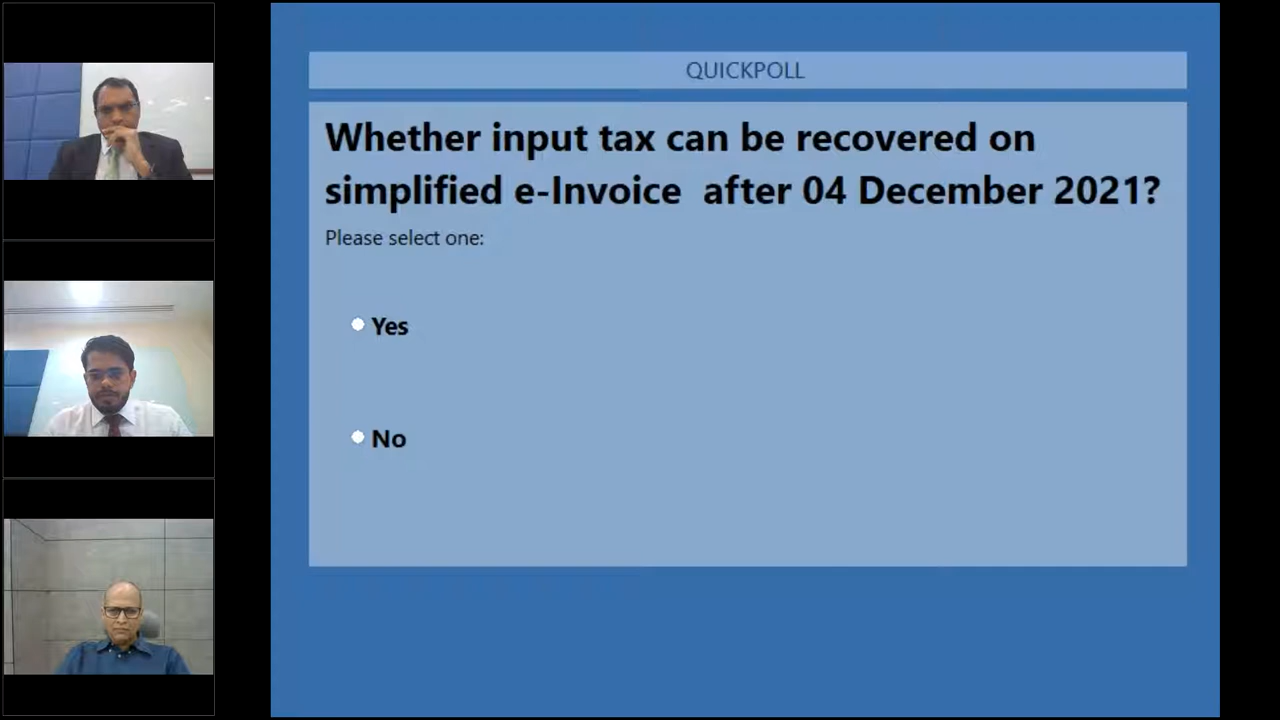 QUICKPOLL
Whether input tax can be recovered on
simplified e-Invoice after 04 December 2021?
Please select one:
Yes
No